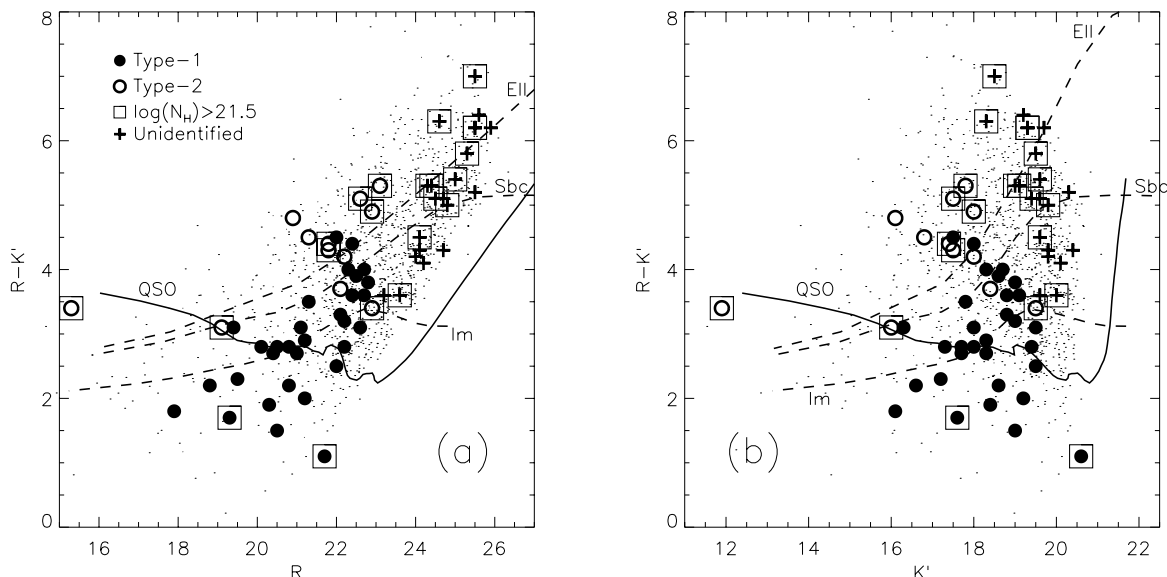 8
6
4
2
0
R−K'
Type−1
Type−2
log(N_H)>21.5
Unidentified
Ell
Sbc
QSO
Im
(a)
16 18 20 22 24 26
R
8
6
4
2
0
R−K'
Ell
Sbc
QSO
Im
(b)
12 14 16 18 20 22
K'